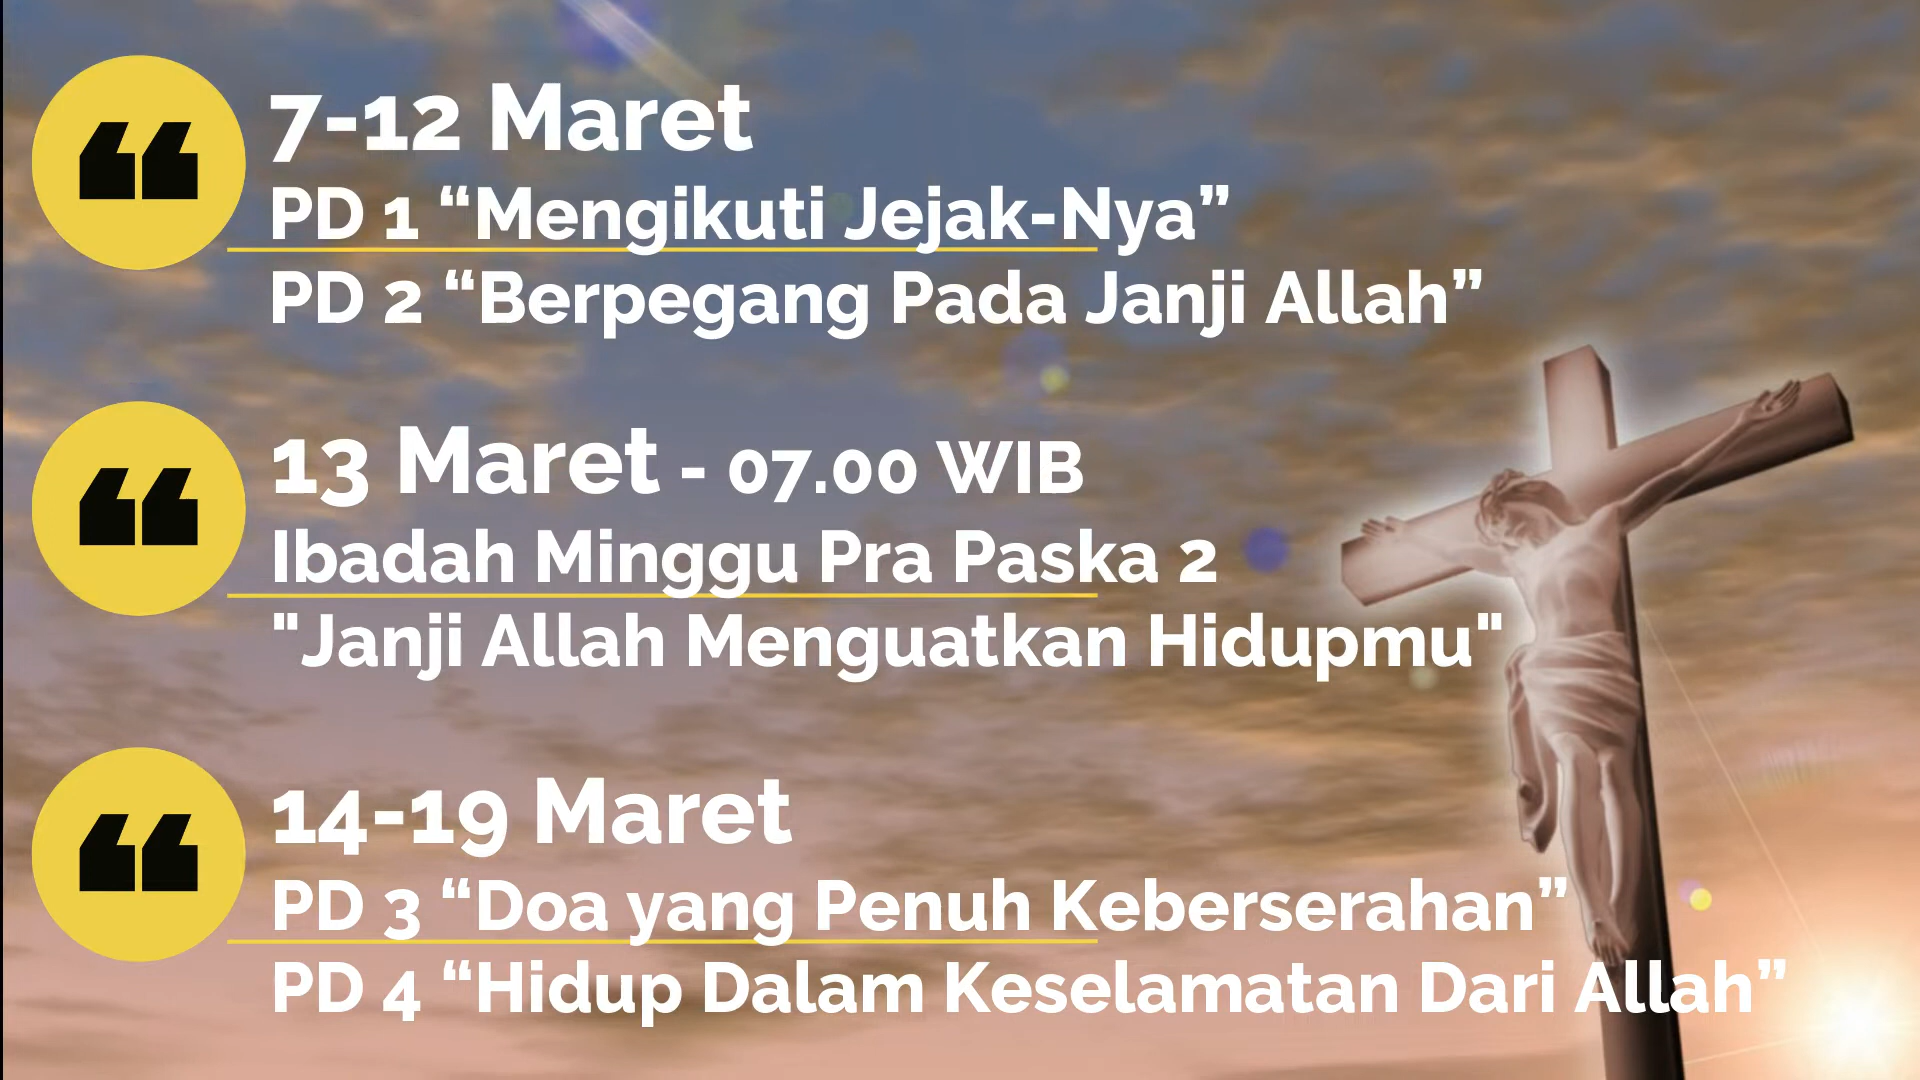 7-12 Maret
PD 1 “Mengikuti Jejak-Nya”
PD 2 “Berpegang Pada Janji Allah”
13 Maret - 07.00 WIB
Ibadah Minggu Pra Paska 2
"Janji Allah Menguatkan Hidupmu"
14-19 Maret
PD 3 “Doa yang Penuh Keberserahan”
PD 4 “Hidup Dalam Keselamatan Dari Allah”